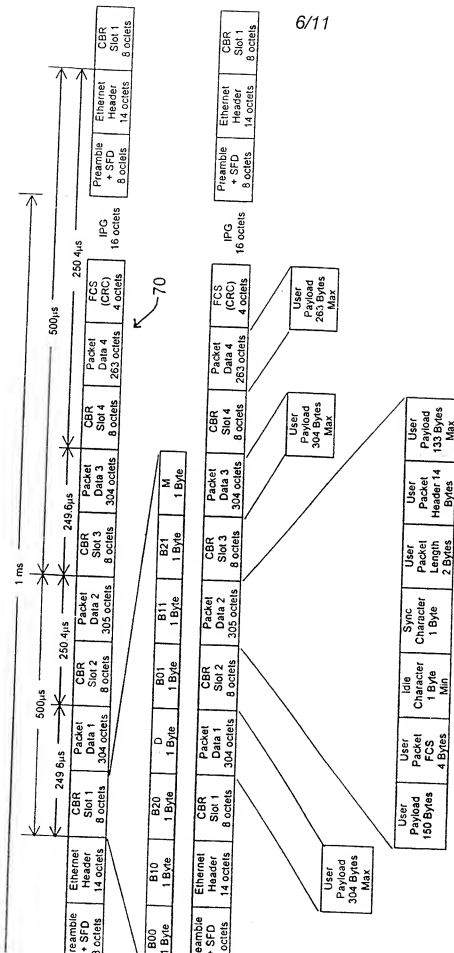 6/11
1 ms
500µs
500µs
249.6µs
250.4µs
249.6µs
250.4µs
reamble
+ SFD
octets
Ethernet
Header
14 octets
CBR
Slot 1
8 octets
Packet
Data 1
304 octets
CBR
Slot 2
8 octets
Packet
Data 2
305 octets
CBR
Slot 3
8 octets
Packet
Data 3
304 octets
CBR
Slot 4
8 octets
Packet
Data 4
263 octets
FCS
(CRC)
4 octets
IPG
16 octets
Preamble
+ SFD
8 octets
Ethernet
Header
14 octets
CBR
Slot 1
8 octets
70
B00
1 Byte
B10
1 Byte
B20
1 Byte
D
1 Byte
B01
1 Byte
B11
1 Byte
B21
1 Byte
M
1 Byte
eamble
+ SFD
octets
Ethernet
Header
14 octets
CBR
Slot 1
8 octets
Packet
Data 1
304 octets
CBR
Slot 2
8 octets
Packet
Data 2
305 octets
CBR
Slot 3
8 octets
Packet
Data 3
304 octets
CBR
Slot 4
8 octets
Packet
Data 4
263 octets
FCS
(CRC)
4 octets
IPG
16 octets
Preamble
+ SFD
8 octets
Ethernet
Header
14 octets
CBR
Slot 1
8 octets
User
Payload
304 Bytes
Max
User
Payload
304 Bytes
Max
User
Payload
263 Bytes
Max
User
Payload
150 Bytes
User
Packet
FCS
4 Bytes
Idle
Character
1 Byte
Min
Sync
Character
1 Byte
User
Packet
Length
2 Bytes
User
Packet
Header 14
Bytes
User
Payload
133 Bytes
Max